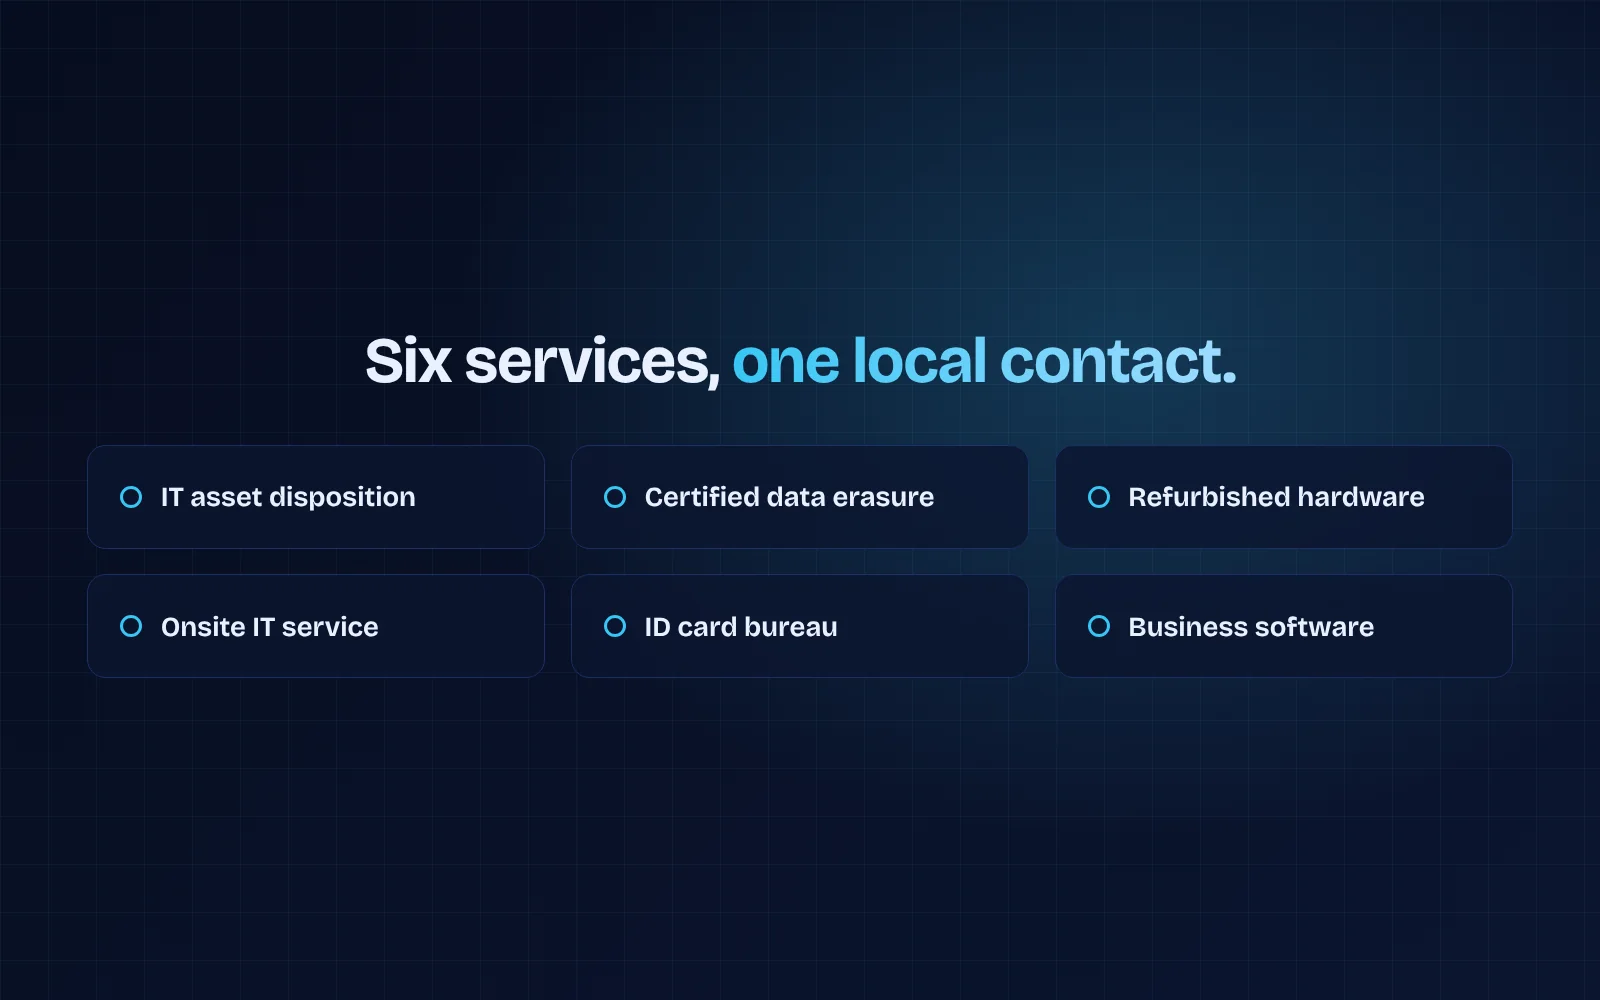 Six services, one local contact.
IT asset disposition
Certified data erasure
Refurbished hardware
Onsite IT service
ID card bureau
Business software